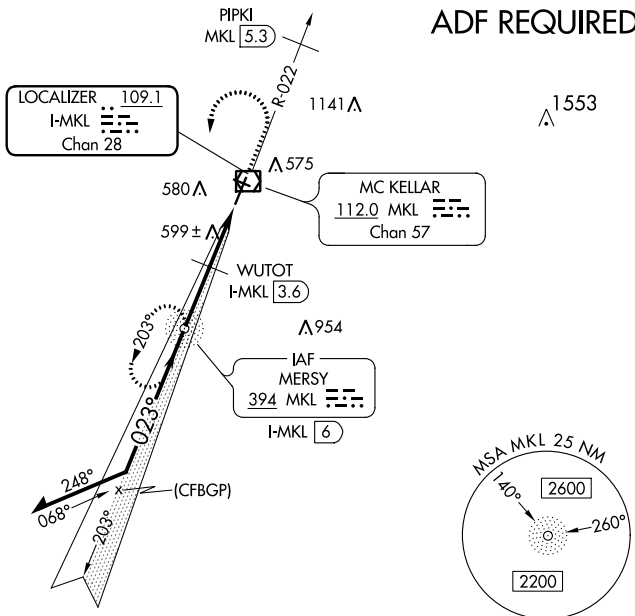 ADF REQUIRED
PIPKI
MKL 5.3
R-022
1141
1553
LOCALIZER 109.1
I-MKL
Chan 28
575
580
MC KELLAR
112.0 MKL
Chan 57
599 ±
WUTOT
I-MKL 3.6
203°
954
IAF
MERSY
394 MKL
I-MKL 6
023°
248°
068°
(CFBGP)
203°
MSA MKL 25 NM
140°
2600
260°
2200